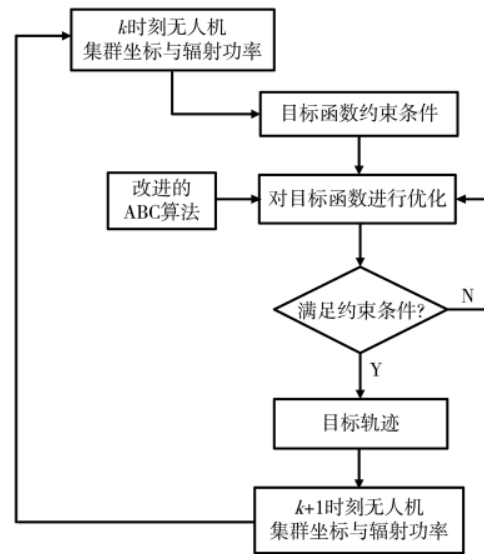 k时刻无人机
集群坐标与辐射功率
目标函数约束条件
改进的
ABC算法
对目标函数进行优化
满足约束条件?
N
Y
目标轨迹
k+1时刻无人机
集群坐标与辐射功率